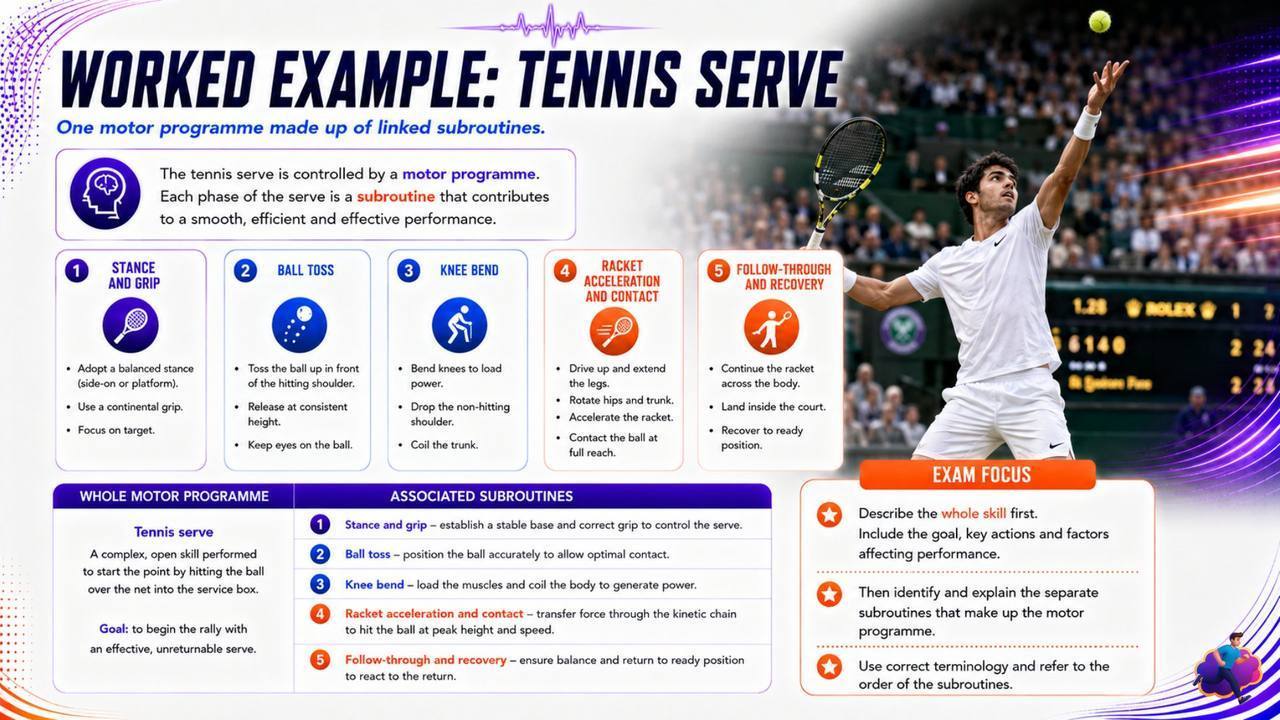 WORKED EXAMPLE: TENNIS SERVE
One motor programme made up of linked subroutines.
The tennis serve is controlled by a motor programme.
Each phase of the serve is a subroutine that contributes
to a smooth, efficient and effective performance.
1
STANCE
AND GRIP
• Adopt a balanced stance
(side-on or platform).
• Use a continental grip.
• Focus on target.
2
BALL TOSS
• Toss the ball up in front
of the hitting shoulder.
• Release at consistent
height.
• Keep eyes on the ball.
3
KNEE BEND
• Bend knees to load
power.
• Drop the non-hitting
shoulder.
• Coil the trunk.
4
RACKET
ACCELERATION
AND CONTACT
• Drive up and extend
the legs.
• Rotate hips and trunk.
• Accelerate the racket.
• Contact the ball at
full reach.
5
FOLLOW-THROUGH
AND RECOVERY
• Continue the racket
across the body.
• Land inside the court.
• Recover to ready
position.
1.28 ROLEX 1
6 1 4 0 2 24
WHOLE MOTOR PROGRAMME
Tennis serve
A complex, open skill performed
to start the point by hitting the ball
over the net into the service box.
Goal: to begin the rally with
an effective, unreturnable serve.
ASSOCIATED SUBROUTINES
1 Stance and grip – establish a stable base and correct grip to control the serve.
2 Ball toss – position the ball accurately to allow optimal contact.
3 Knee bend – load the muscles and coil the body to generate power.
4 Racket acceleration and contact – transfer force through the kinetic chain
to hit the ball at peak height and speed.
5 Follow-through and recovery – ensure balance and return to ready position
to react to the return.
EXAM FOCUS
Describe the whole skill first.
Include the goal, key actions and factors
affecting performance.
Then identify and explain the separate
subroutines that make up the motor
programme.
Use correct terminology and refer to the
order of the subroutines.